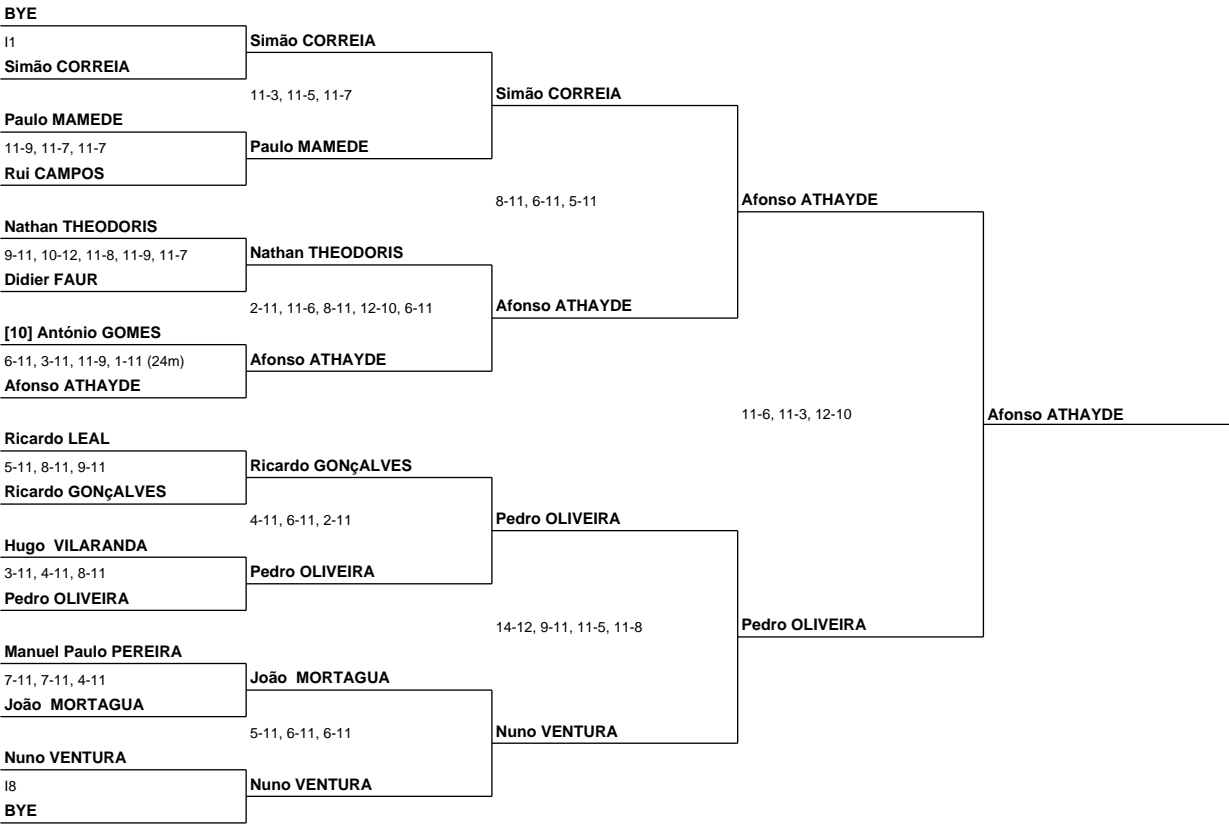 BYE
I1
Simão CORREIA
Simão CORREIA
11-3, 11-5, 11-7
Simão CORREIA
Paulo MAMEDE
11-9, 11-7, 11-7
Paulo MAMEDE
Rui CAMPOS
8-11, 6-11, 5-11
Afonso ATHAYDE
Nathan THEODORIS
9-11, 10-12, 11-8, 11-9, 11-7
Nathan THEODORIS
Didier FAUR
2-11, 11-6, 8-11, 12-10, 6-11
Afonso ATHAYDE
[10] António GOMES
6-11, 3-11, 11-9, 1-11 (24m)
Afonso ATHAYDE
Afonso ATHAYDE
11-6, 11-3, 12-10
Afonso ATHAYDE
Ricardo LEAL
5-11, 8-11, 9-11
Ricardo GONçALVES
Ricardo GONçALVES
4-11, 6-11, 2-11
Pedro OLIVEIRA
Hugo  VILARANDA
3-11, 4-11, 8-11
Pedro OLIVEIRA
Pedro OLIVEIRA
14-12, 9-11, 11-5, 11-8
Pedro OLIVEIRA
Manuel Paulo PEREIRA
7-11, 7-11, 4-11
João  MORTAGUA
João  MORTAGUA
5-11, 6-11, 6-11
Nuno VENTURA
Nuno VENTURA
I8
Nuno VENTURA
BYE